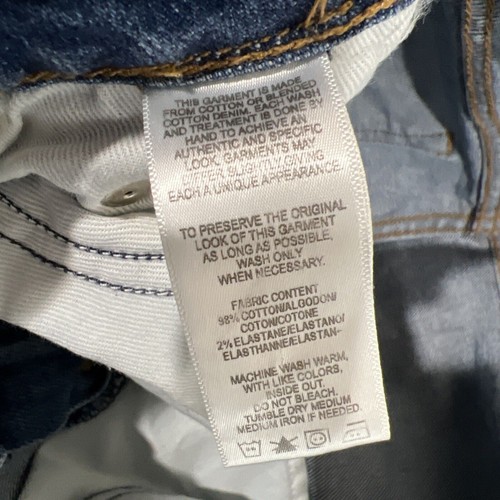 THIS GARMENT IS MADE
FROM COTTON OR BLENDED
COTTON DENIM. EACH WASH
AND TREATMENT IS DONE BY
HAND TO ACHIEVE AN
AUTHENTIC AND SPECIFIC
LOOK. GARMENTS MAY
DIFFER SLIGHTLY, GIVING
EACH A UNIQUE APPEARANCE.
TO PRESERVE THE ORIGINAL
LOOK OF THIS GARMENT
AS LONG AS POSSIBLE,
WASH ONLY
WHEN NECESSARY.
FABRIC CONTENT
98% COTTON/ALGODON/
COTON/COTONE
2% ELASTANE/ELASTANO/
ELASTHANNE/ELASTAN-
MACHINE WASH WARM,
WITH LIKE COLORS,
INSIDE OUT.
DO NOT BLEACH.
TUMBLE DRY MEDIUM
MEDIUM IRON IF NEEDED.